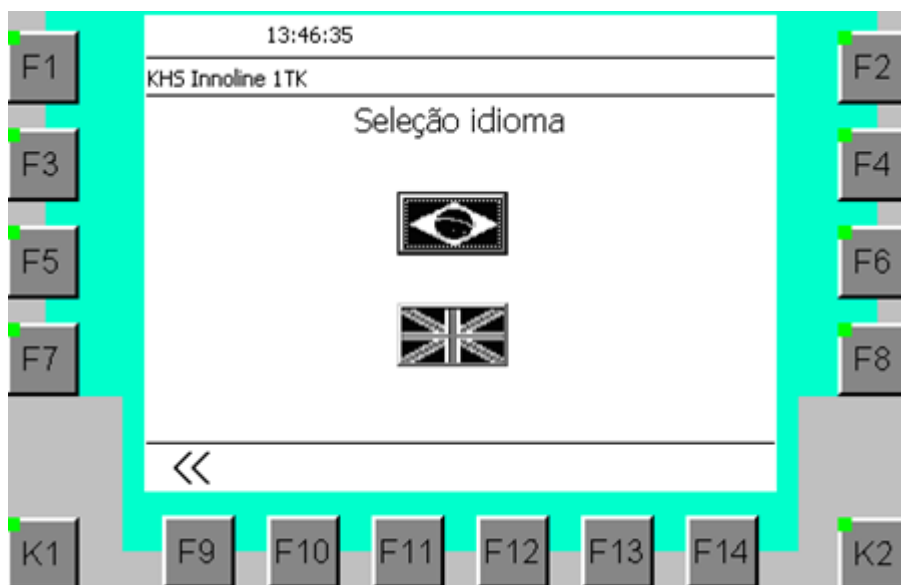 13:46:35
F1
F2
KHS Innoline 1TK
Seleção idioma
F3
F4
F5
F6
F7
F8
<<
K1
F9
F10
F11
F12
F13
F14
K2